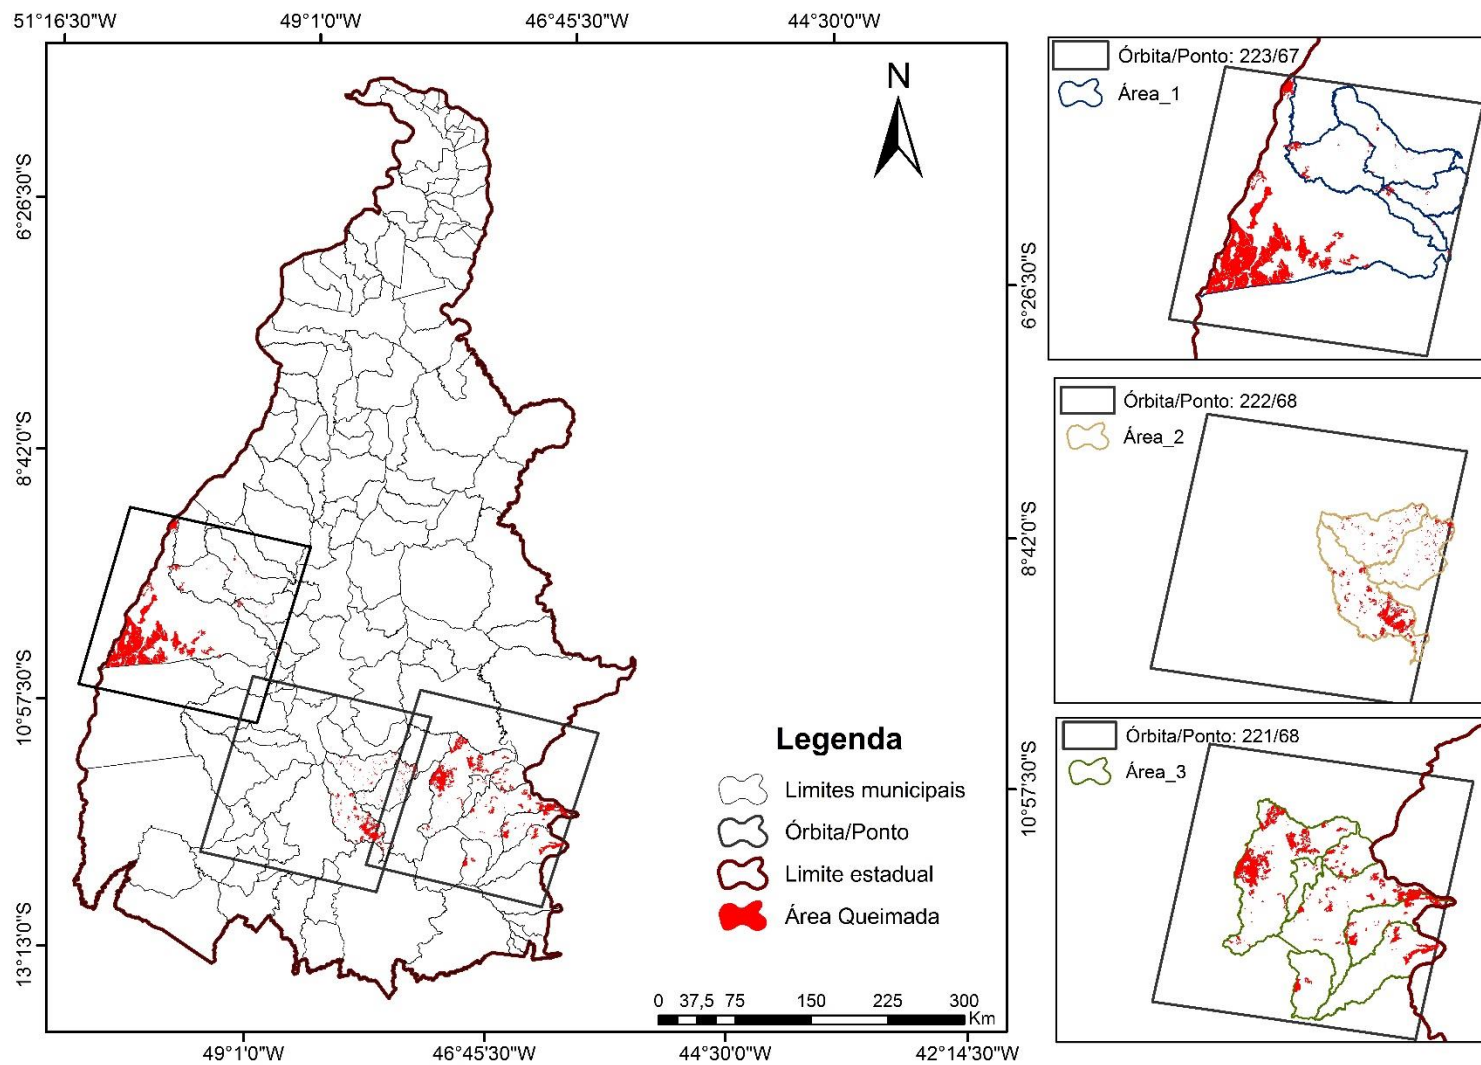 51°16'30"W
49°1'0"W
46°45'30"W
44°30'0"W
6°26'30"S
8°42'0"S
10°57'30"S
13°13'0"S
N
Legenda
Limites municipais
Órbita/Ponto
Limite estadual
Área Queimada
0 37,5 75 150 225 300
Km
6°26'30"S
8°42'0"S
10°57'30"S
49°1'0"W
46°45'30"W
44°30'0"W
42°14'30"W
Órbita/Ponto: 223/67
Área_1
Órbita/Ponto: 222/68
Área_2
Órbita/Ponto: 221/68
Área_3